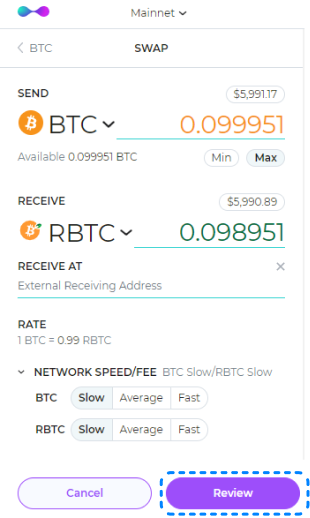 Mainnet
BTC SWAP
SEND $5,991.17
BTC 0.099951
Available 0.099951 BTC Min Max
RECEIVE $5,990.89
RBTC 0.098951
RECEIVE AT
External Receiving Address
RATE
1 BTC = 0.99 RBTC
NETWORK SPEED/FEE BTC Slow/RBTC Slow
BTC Slow Average Fast
RBTC Slow Average Fast
Cancel Review